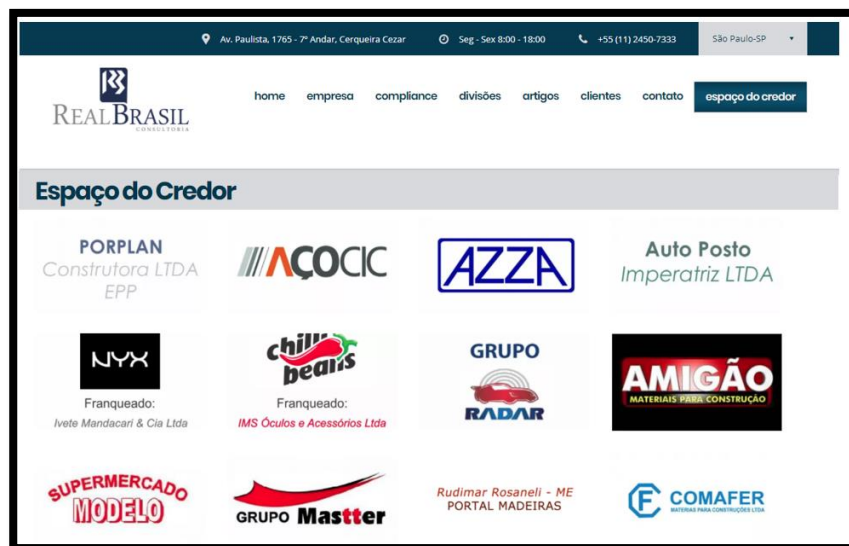 Av. Paulista, 1765 - 7º Andar, Cerqueira Cezar
Seg - Sex 8:00 - 18:00
+55 (11) 2450-7333
São Paulo-SP
REALBRASIL
CONSULTORIA
home empresa compliance divisões artigos clientes contato espaço do credor
Espaço do Credor
PORPLAN
Construtora LTDA
EPP
AÇOCIC
AZZA
Auto Posto
Imperatriz LTDA
NYX
Franqueado:
Ivete Mandacari & Cia Ltda
chilli
beans
Franqueado:
IMS Óculos e Acessórios Ltda
GRUPO
RADAR
AMIGÃO
MATERIAIS PARA CONSTRUÇÃO
SUPERMERCADO
MODELO
GRUPO Mastter
Rudimar Rosaneli - ME
PORTAL MADEIRAS
COMAFER
MATERIAS PARA CONSTRUÇÕES LTDA